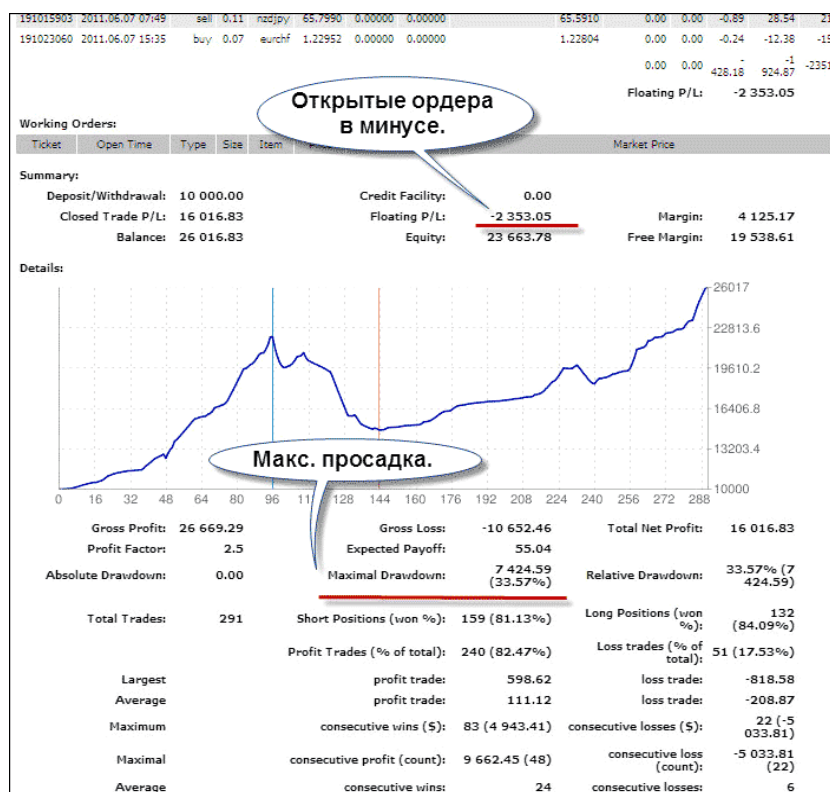 191015903 2011.06.07 07:49 sell 0.11 nzdjpy 65.7990 0.00000 0.00000 65.5910 0.00 0.00 -0.89 28.54 21
191023060 2011.06.07 15:35 buy 0.07 eurchf 1.22952 0.00000 0.00000 1.22804 0.00 0.00 -0.24 -12.38 -15
0.00 0.00 -428.18 -1 924.87 -2351
Floating P/L: -2 353.05
Открытые ордера
в минусе.
Working Orders:
Ticket Open Time Type Size Item Market Price
Summary:
Deposit/Withdrawal: 10 000.00 Credit Facility: 0.00
Closed Trade P/L: 16 016.83 Floating P/L: -2 353.05 Margin: 4 125.17
Balance: 26 016.83 Equity: 23 663.78 Free Margin: 19 538.61
Details:
26017
22813.6
19610.2
16406.8
13203.4
10000
Макс. просадка.
0 16 32 48 64 80 96 128 144 160 176 192 208 224 240 256 272 288
Gross Profit: 26 669.29 Gross Loss: -10 652.46 Total Net Profit: 16 016.83
Profit Factor: 2.5 Expected Payoff: 55.04
Absolute Drawdown: 0.00 Maximal Drawdown: 7 424.59 (33.57%) Relative Drawdown: 33.57% (7 424.59)
Total Trades: 291 Short Positions (won %): 159 (81.13%) Long Positions (won %): 132 (84.09%)
Profit Trades (% of total): 240 (82.47%) Loss trades (% of total): 51 (17.53%)
Largest profit trade: 598.62 loss trade: -818.58
Average profit trade: 111.12 loss trade: -208.87
Maximum consecutive wins ($): 83 (4 943.41) consecutive losses ($): 22 (-5 033.81)
Maximal consecutive profit (count): 9 662.45 (48) consecutive loss (count): -5 033.81 (22)
Average consecutive wins: 24 consecutive losses: 6